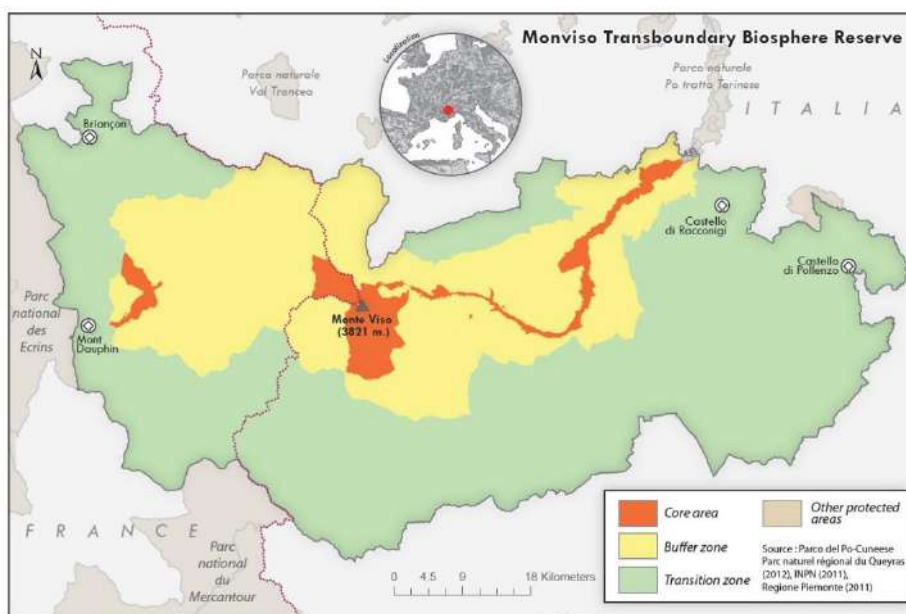 Monviso Transboundary Biosphere Reserve
N
Localization
Parco naturale
Val Troncea
Parco naturale
Po tratto Torinese
ITALIA
Briançon
Castello
di Racconigi
Castello
di Pollenzo
Parc
national
des
Ecrins
Mont
Dauphin
Monte Viso
(3821 m.)
FRANCE
Parc
national
du
Mercantour
0 4.5 9 18 Kilometers
Core area
Buffer zone
Transition zone
Other protected
areas
Source : Parco del Po-Cuneese
Parc naturel régional du Queyras
(2012), INPN (2011),
Regione Piemonte (2011)